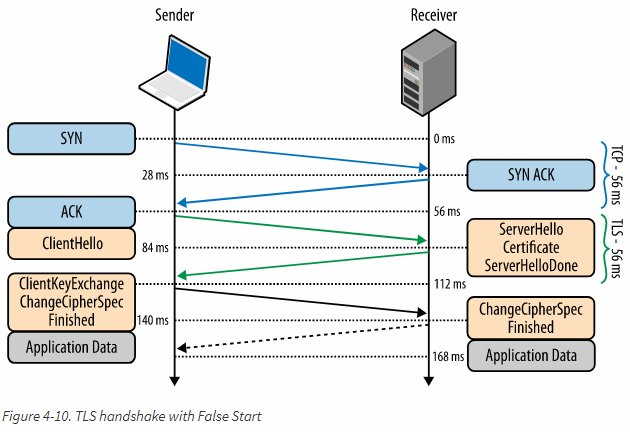 Sender
Receiver
SYN
0 ms
28 ms
SYN ACK
TCP - 56 ms
ACK
56 ms
ClientHello
84 ms
ServerHello
Certificate
ServerHelloDone
TLS - 56 ms
ClientKeyExchange
ChangeCipherSpec
Finished
112 ms
140 ms
ChangeCipherSpec
Finished
Application Data
168 ms
Application Data
Figure 4-10. TLS handshake with False Start